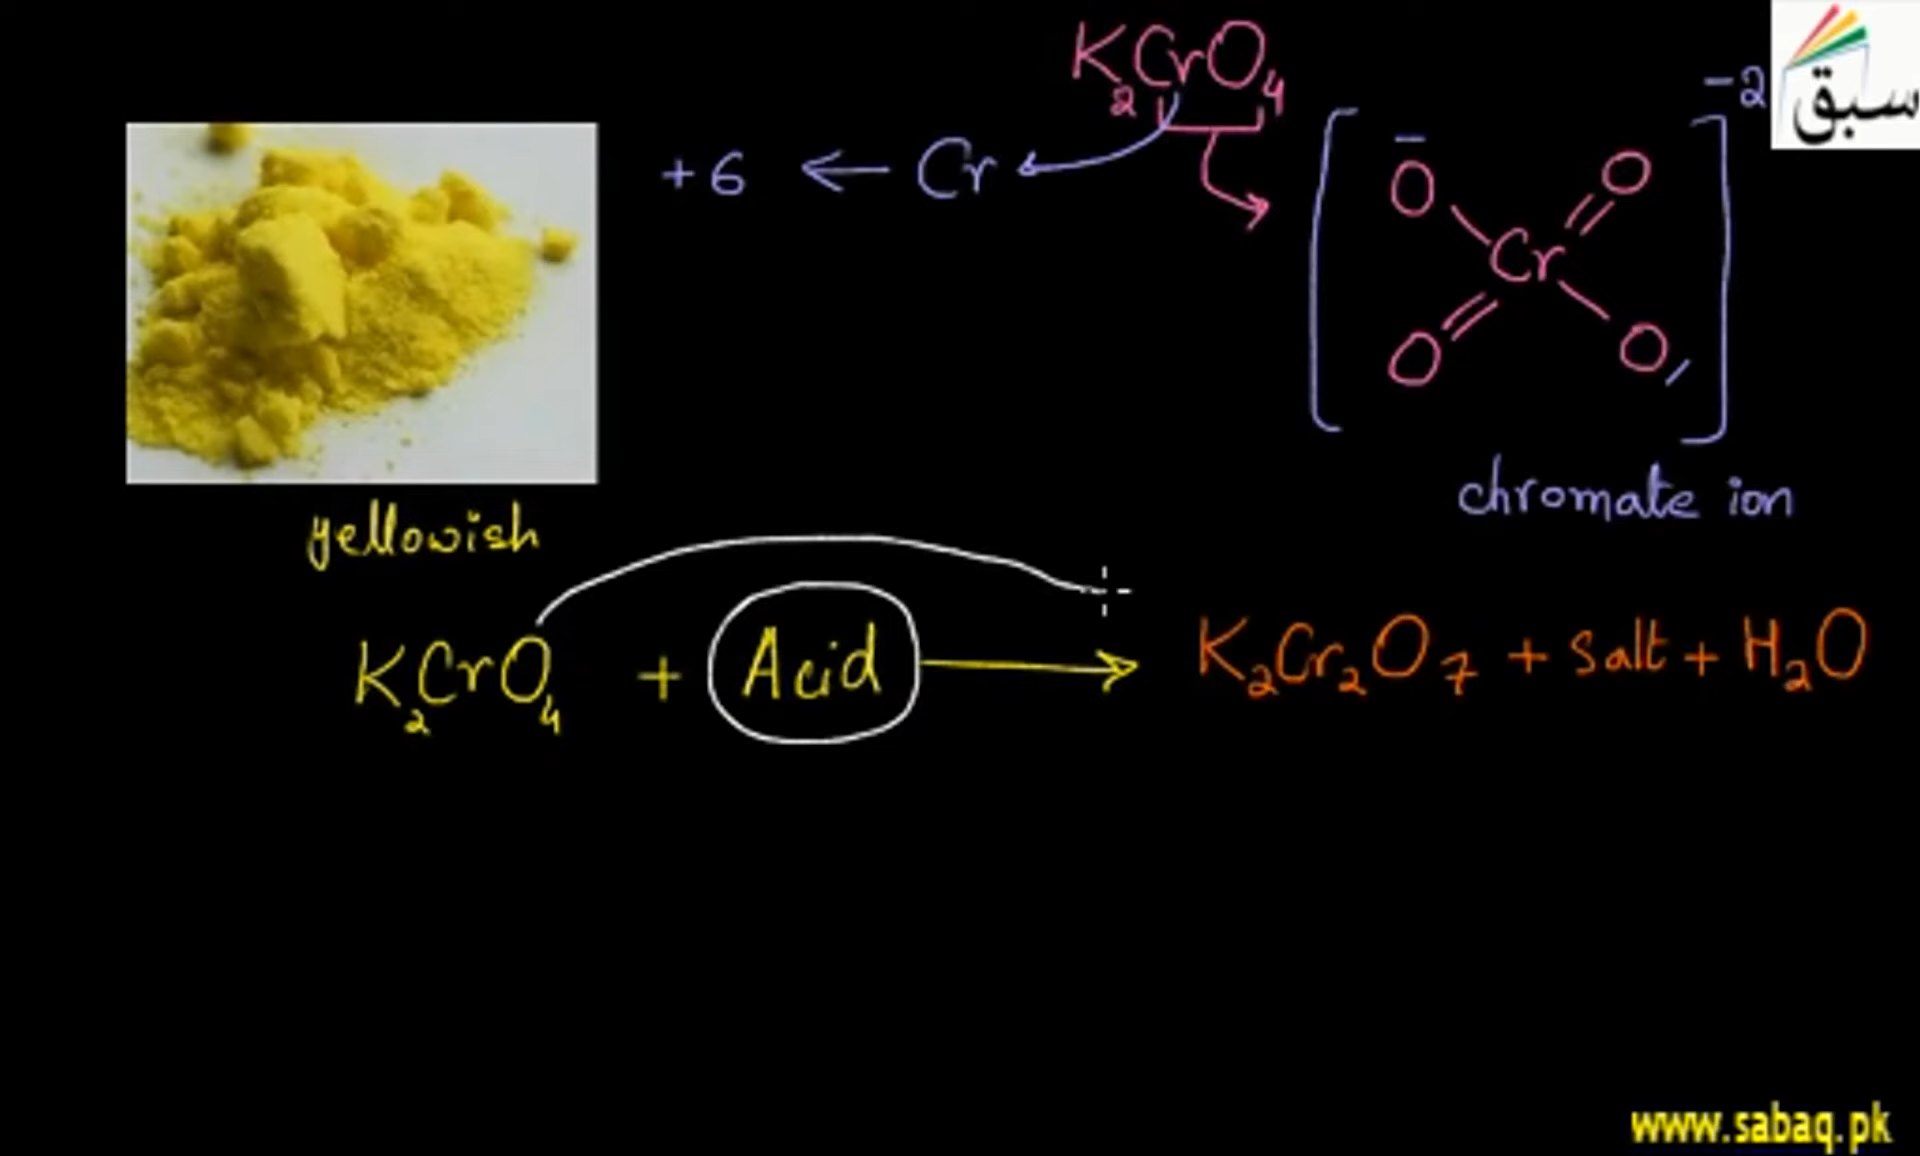 K₂CrO₄
سبق
+6 ← Cr
[O⁻ O Cr O O⁻]⁻²
chromate ion
yellowish
K₂CrO₄ + Acid → K₂Cr₂O₇ + Salt + H₂O
www.sabaq.pk